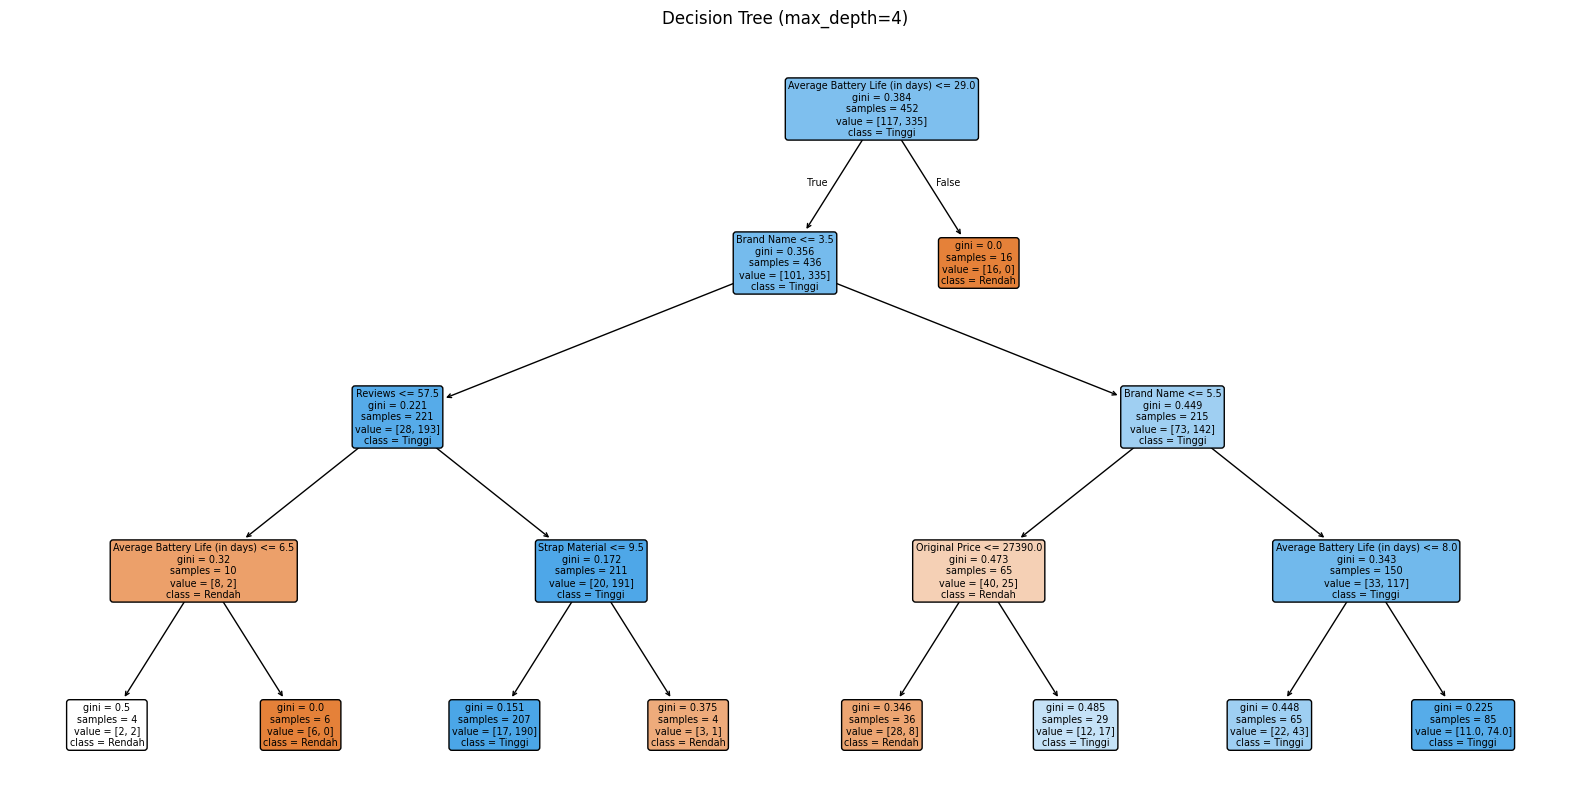 Decision Tree (max_depth=4)
Average Battery Life (in days) <= 29.0
gini = 0.384
samples = 452
value = [117, 335]
class = Tinggi
True
False
Brand Name <= 3.5
gini = 0.356
samples = 436
value = [101, 335]
class = Tinggi
gini = 0.0
samples = 16
value = [16, 0]
class = Rendah
Reviews <= 57.5
gini = 0.221
samples = 221
value = [28, 193]
class = Tinggi
Brand Name <= 5.5
gini = 0.449
samples = 215
value = [73, 142]
class = Tinggi
Average Battery Life (in days) <= 6.5
gini = 0.32
samples = 10
value = [8, 2]
class = Rendah
Strap Material <= 9.5
gini = 0.172
samples = 211
value = [20, 191]
class = Tinggi
Original Price <= 27390.0
gini = 0.473
samples = 65
value = [40, 25]
class = Rendah
Average Battery Life (in days) <= 8.0
gini = 0.343
samples = 150
value = [33, 117]
class = Tinggi
gini = 0.5
samples = 4
value = [2, 2]
class = Rendah
gini = 0.0
samples = 6
value = [6, 0]
class = Rendah
gini = 0.151
samples = 207
value = [17, 190]
class = Tinggi
gini = 0.375
samples = 4
value = [3, 1]
class = Rendah
gini = 0.346
samples = 36
value = [28, 8]
class = Rendah
gini = 0.485
samples = 29
value = [12, 17]
class = Tinggi
gini = 0.448
samples = 65
value = [22, 43]
class = Tinggi
gini = 0.225
samples = 85
value = [11.0, 74.0]
class = Tinggi